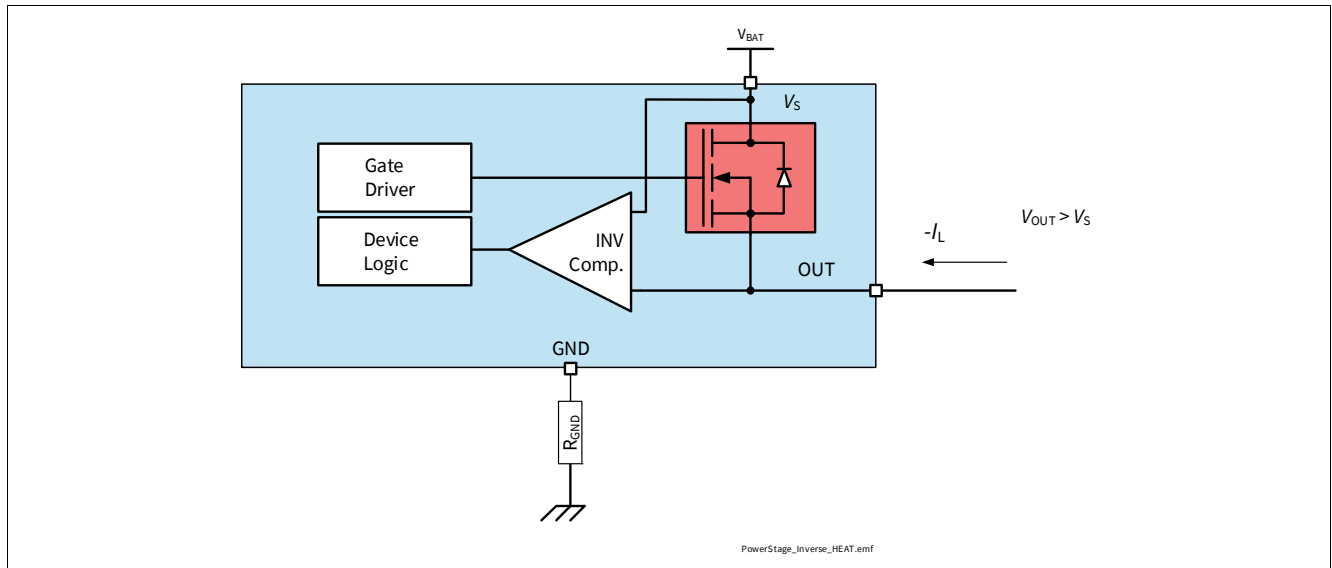 VBAT
VS
Gate
Driver
Device
Logic
INV
Comp.
OUT
-IL
VOUT > VS
GND
RGND
PowerStage_Inverse_HEAT.emf